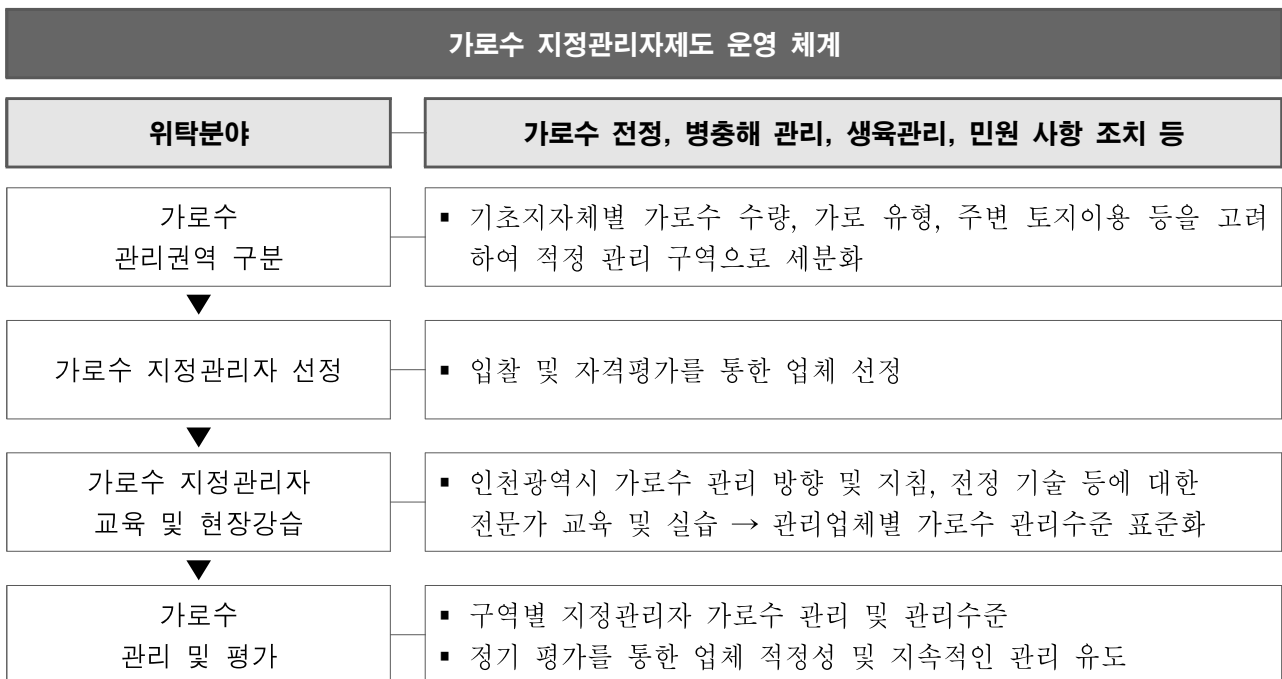 가로수 지정관리자제도 운영 체계
위탁분야
가로수 전정, 병충해 관리, 생육관리, 민원 사항 조치 등
가로수
관리권역 구분
▪ 기초지자체별 가로수 수량, 가로 유형, 주변 토지이용 등을 고려
하여 적정 관리 구역으로 세분화
▼
가로수 지정관리자 선정
▪ 입찰 및 자격평가를 통한 업체 선정
▼
가로수 지정관리자
교육 및 현장강습
▪ 인천광역시 가로수 관리 방향 및 지침, 전정 기술 등에 대한
전문가 교육 및 실습 → 관리업체별 가로수 관리수준 표준화
▼
가로수
관리 및 평가
▪ 구역별 지정관리자 가로수 관리 및 관리수준
▪ 정기 평가를 통한 업체 적정성 및 지속적인 관리 유도